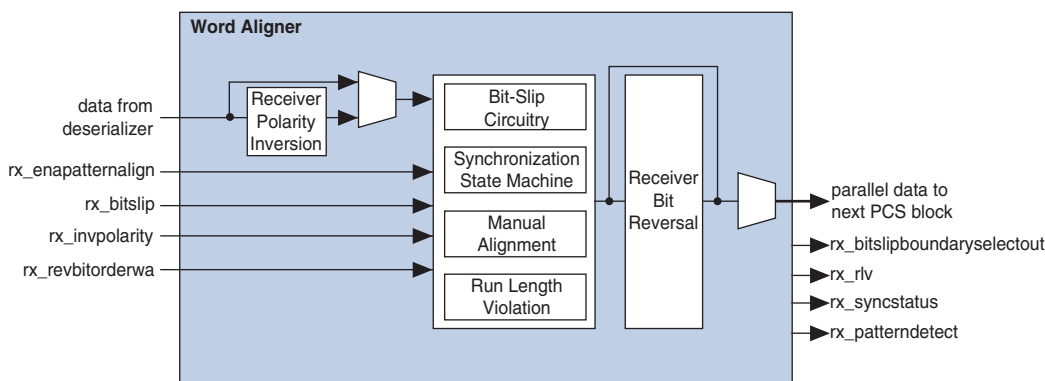 Word Aligner
data from
deserializer
Receiver
Polarity
Inversion
rx_enapatternalign
rx_bitslip
rx_invpolarity
rx_revbitorderwa
Bit-Slip
Circuitry
Synchronization
State Machine
Manual
Alignment
Run Length
Violation
Receiver
Bit
Reversal
parallel data to
next PCS block
rx_bitslipboundaryselectout
rx_rlv
rx_syncstatus
rx_patterndetect